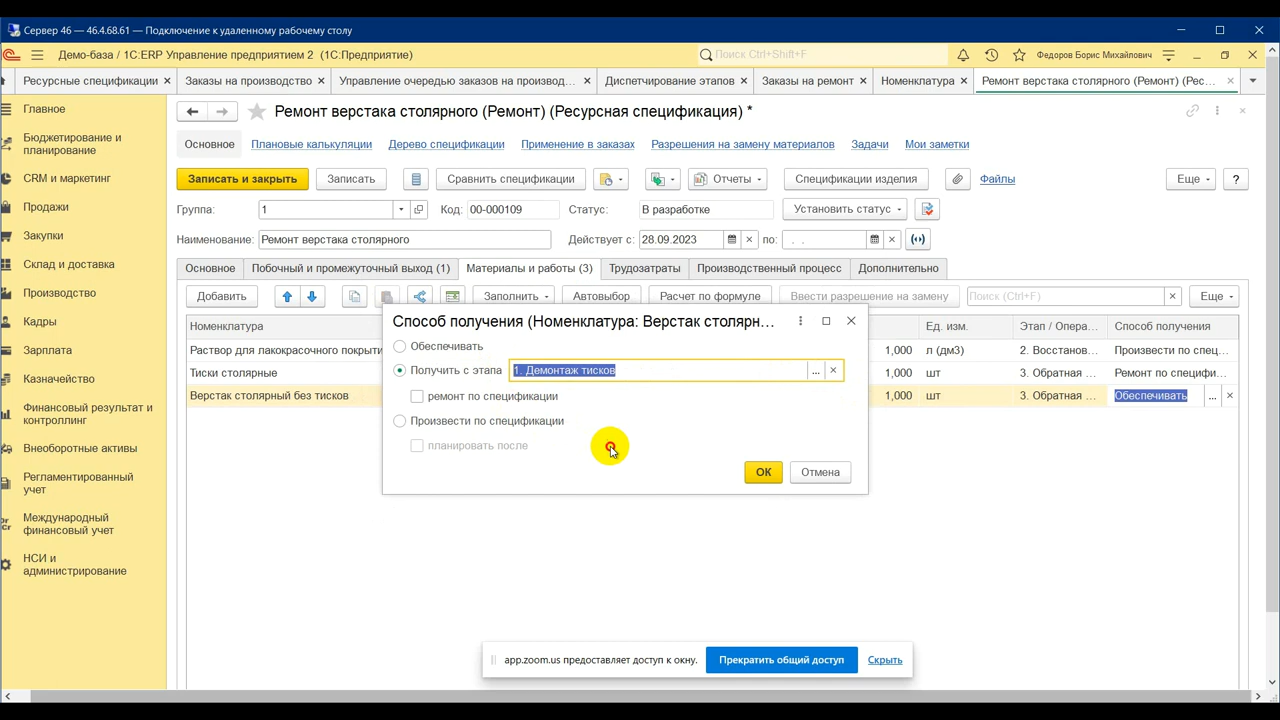 Сервер 46 — 46.4.68.61 — Подключение к удаленному рабочему столу
Демо-база / 1С:ERP Управление предприятием 2 (1С:Предприятие)
Поиск Ctrl+Shift+F
Федоров Борис Михайлович
Ресурсные спецификации
Заказы на производство
Управление очередью заказов на производ...
Диспетчирование этапов
Заказы на ремонт
Номенклатура
Ремонт верстака столярного (Ремонт) (Рес...
Главное
Бюджетирование и
планирование
CRM и маркетинг
Продажи
Закупки
Склад и доставка
Производство
Кадры
Зарплата
Казначейство
Финансовый результат и
контроллинг
Внеоборотные активы
Регламентированный
учет
Международный
финансовый учет
НСИ и
администрирование
Ремонт верстака столярного (Ремонт) (Ресурсная спецификация) *
Основное
Плановые калькуляции
Дерево спецификации
Применение в заказах
Разрешения на замену материалов
Задачи
Мои заметки
Записать и закрыть
Записать
Сравнить спецификации
Отчеты
Спецификации изделия
Файлы
Еще
?
Группа:
1
Код:
00-000109
Статус:
В разработке
Установить статус
Наименование:
Ремонт верстака столярного
Действует с:
28.09.2023
по:
. .
Основное
Побочный и промежуточный выход (1)
Материалы и работы (3)
Трудозатраты
Производственный процесс
Дополнительно
Добавить
Заполнить
Автовыбор
Расчет по формуле
Ввести разрешение на замену
Поиск (Ctrl+F)
Еще
Номенклатура
Ед. изм.
Этап / Опера...
Способ получения
Раствор для лакокрасочного покрыти
1,000
л (дм3)
2. Восстанов...
Произвести по спец...
Тиски столярные
1,000
шт
3. Обратная ...
Ремонт по специфи...
Верстак столярный без тисков
1,000
шт
3. Обратная ...
Обеспечивать
...
Способ получения (Номенклатура: Верстак столярн...
Обеспечивать
Получить с этапа
1. Демонтаж тисков
...
ремонт по спецификации
Произвести по спецификации
планировать после
ОК
Отмена
app.zoom.us предоставляет доступ к окну.
Прекратить общий доступ
Скрыть